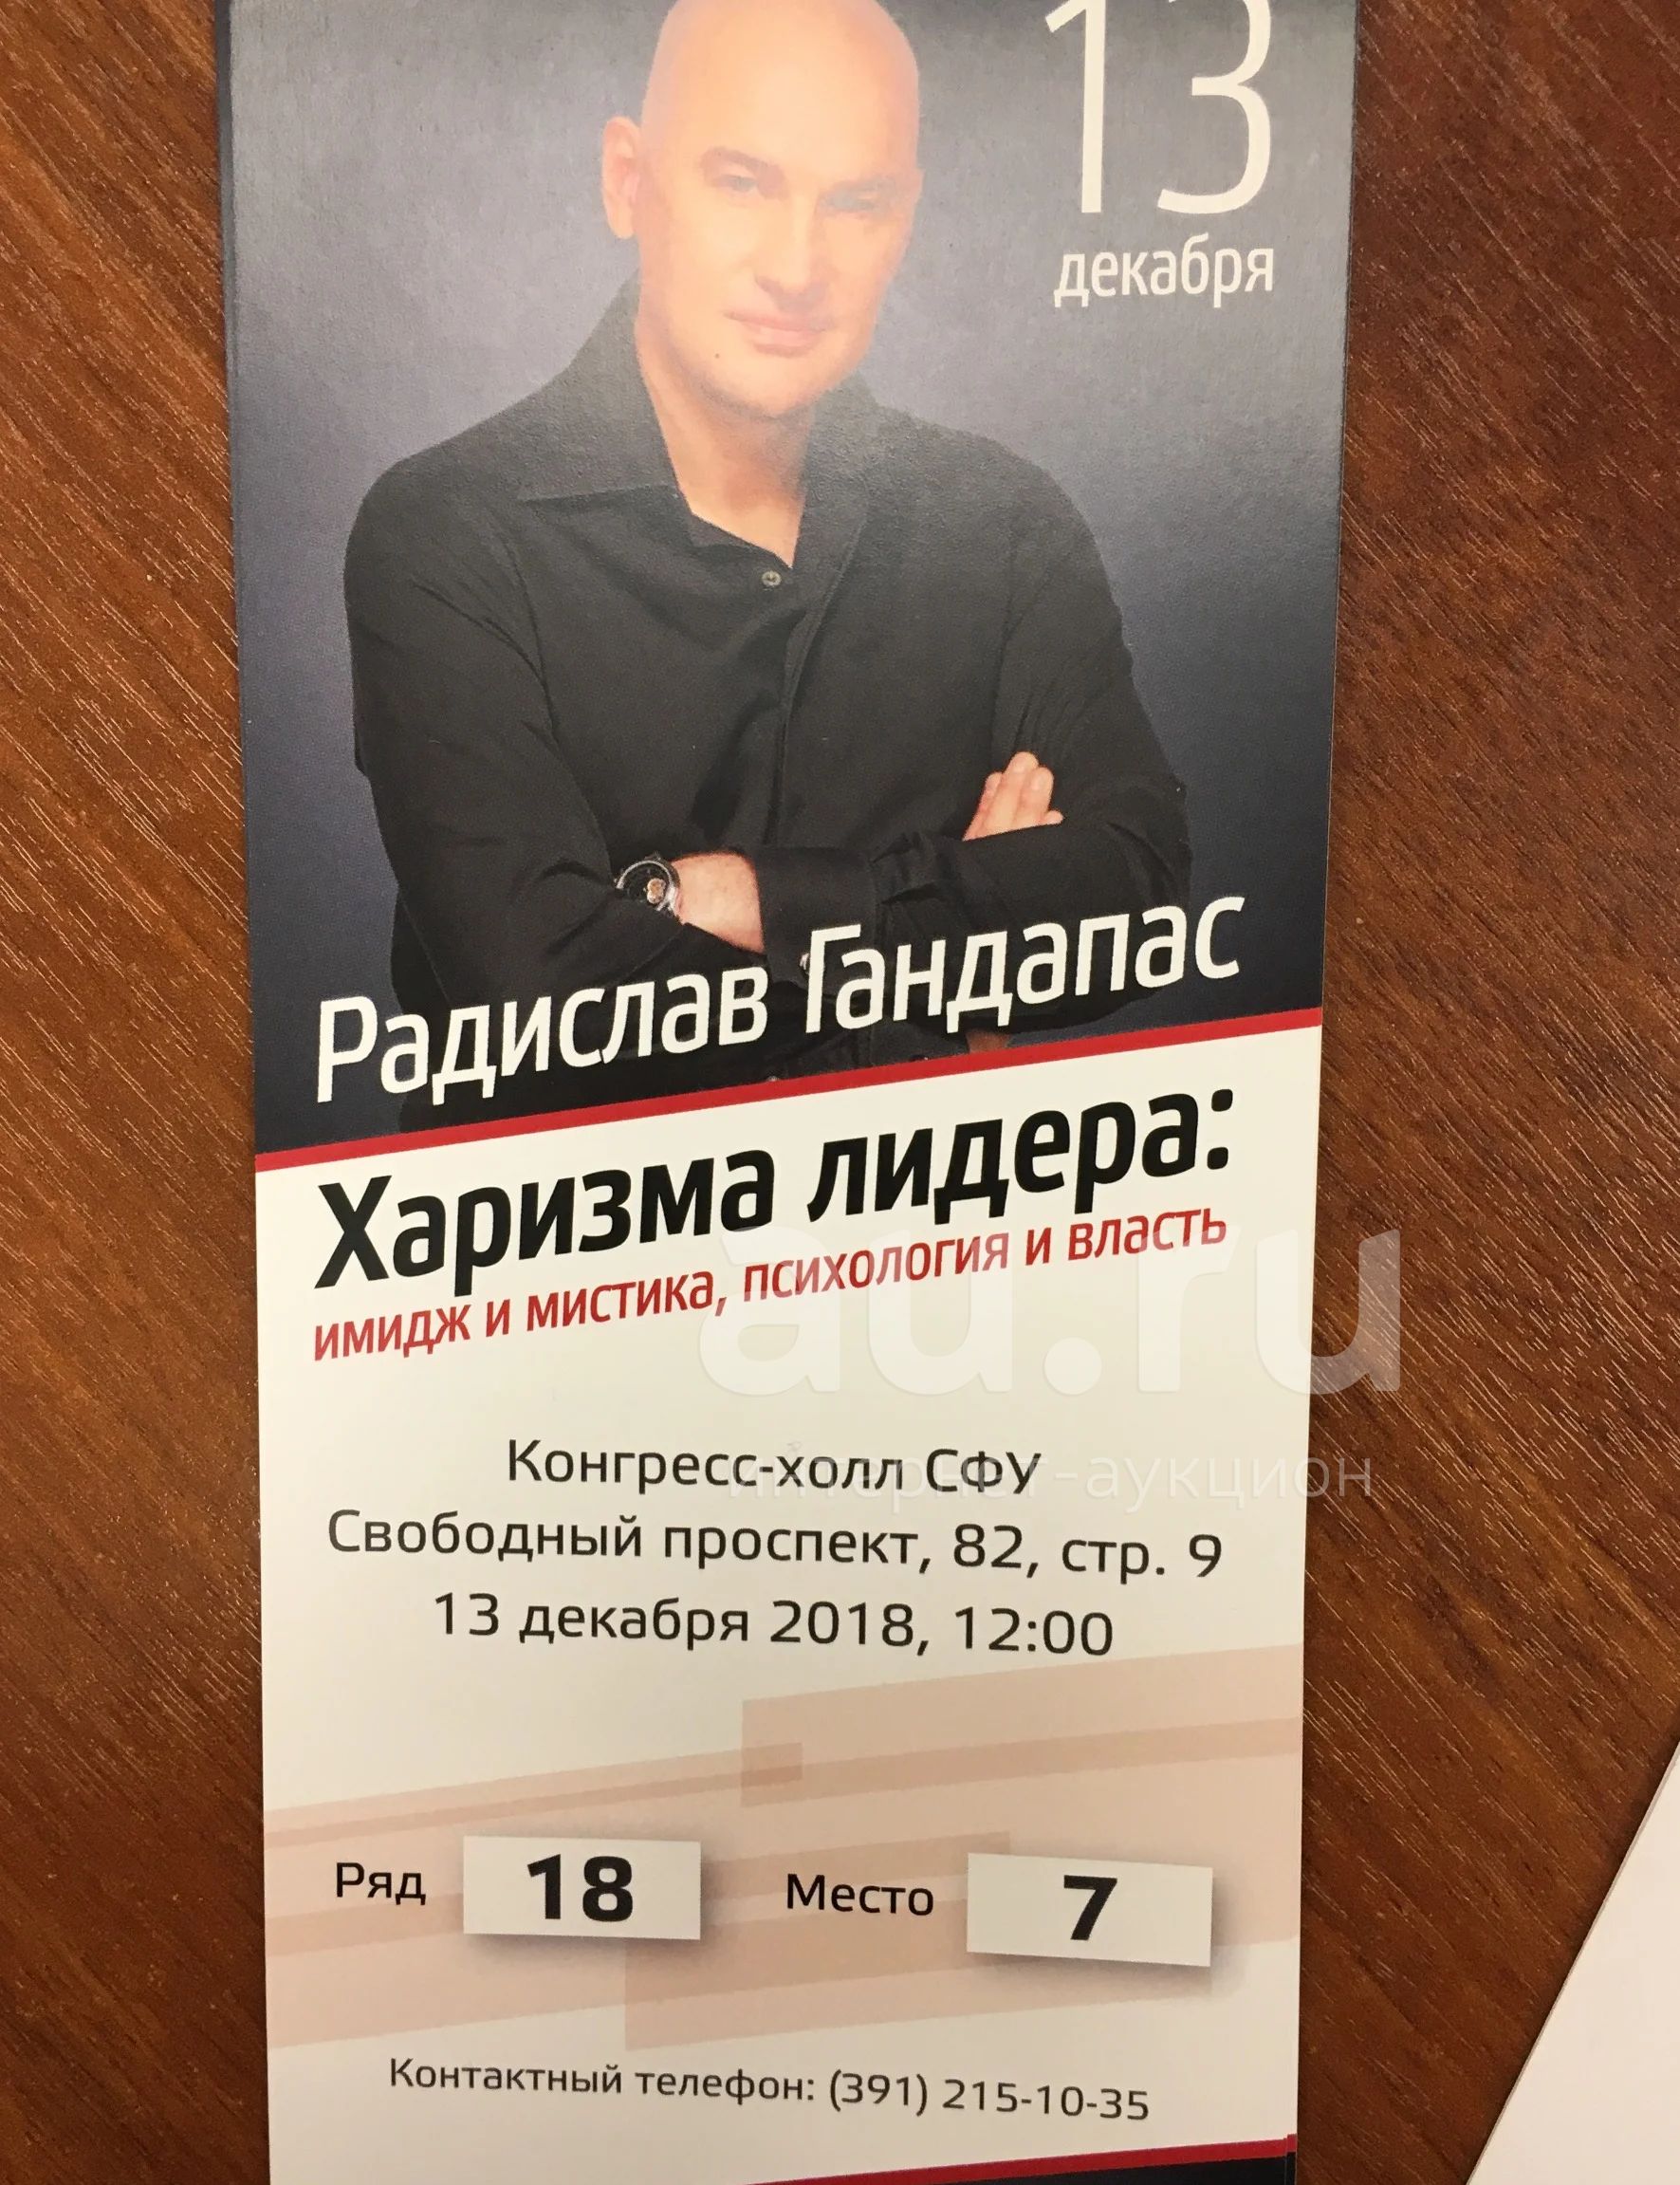 13
декабря
Радислав Гандапас
Харизма лидера:
имидж и мистика, психология и власть
au.ru
интернет-аукцион
Конгресс-холл СФУ
Свободный проспект, 82, стр. 9
13 декабря 2018, 12:00
Ряд 18 Место 7
Контактный телефон: (391) 215-10-35